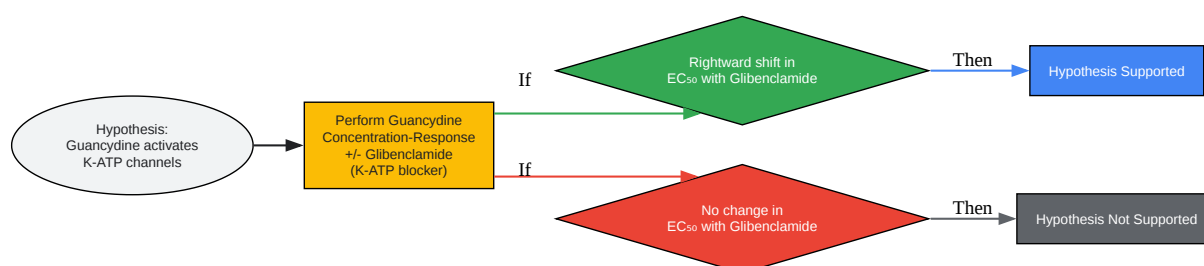 Hypothesis:
Guancydine activates
K-ATP channels
Perform Guancydine
Concentration-Response
+/- Glibenclamide
(K-ATP blocker)
If
Rightward shift in
EC₅₀ with Glibenclamide
Then
Hypothesis Supported
If
No change in
EC₅₀ with Glibenclamide
Then
Hypothesis Not Supported